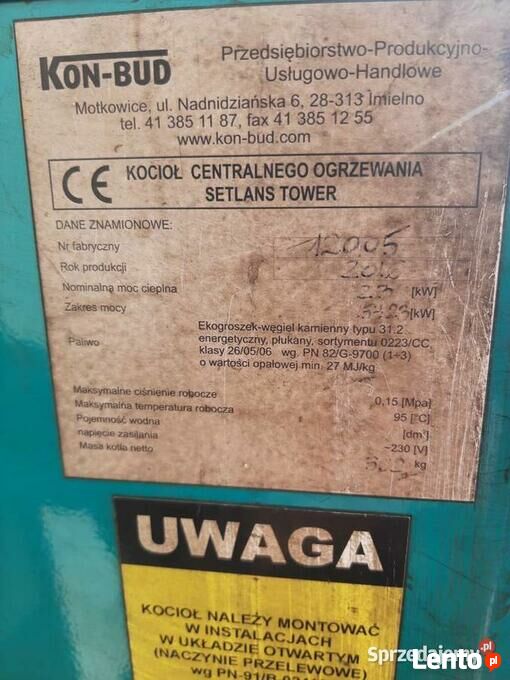 KON-BUD
Przedsiębiorstwo-Produkcyjno-
Usługowo-Handlowe
Motkowice, ul. Nadnidziańska 6, 28-313 Imielno
tel. 41 385 11 87, fax 41 385 12 55
www.kon-bud.com
CE KOCIOŁ CENTRALNEGO OGRZEWANIA
SETLANS TOWER
DANE ZNAMIONOWE:
Nr fabryczny 12005
Rok produkcji
Nominalna moc cieplna 23 [kW]
Zakres mocy [kW]
Paliwo
Ekogroszek-węgiel kamienny typu 31.2
energetyczny, płukany, sortymentu 0223/CC,
klasy 26/05/06 wg. PN 82/G-9700 (1÷3)
o wartości opałowej min. 27 MJ/kg
Maksymalne ciśnienie robocze 0,15 [Mpa]
Maksymalna temperatura robocza 95 [°C]
Pojemność wodna [dm³]
napięcie zasilania ~230 [V]
Masa kotła netto kg
UWAGA
KOCIOŁ NALEŻY MONTOWAĆ
W INSTALACJACH
W UKŁADZIE OTWARTYM
(NACZYNIE PRZELEWOWE)
wg PN-91/B-
Sprzedajemy.pl
Lento.pl